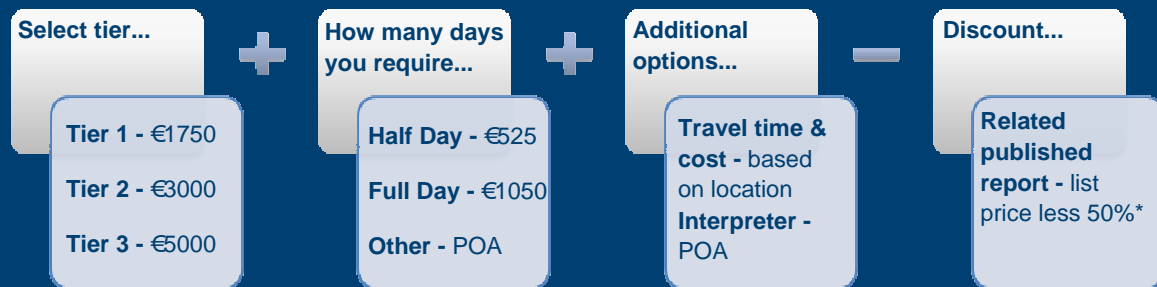 Select tier...
Tier 1 - €1750
Tier 2 - €3000
Tier 3 - €5000
How many days
you require...
Half Day - €525
Full Day - €1050
Other - POA
Additional
options...
Travel time &
cost - based
on location
Interpreter -
POA
Discount...
Related
published
report - list
price less 50%*